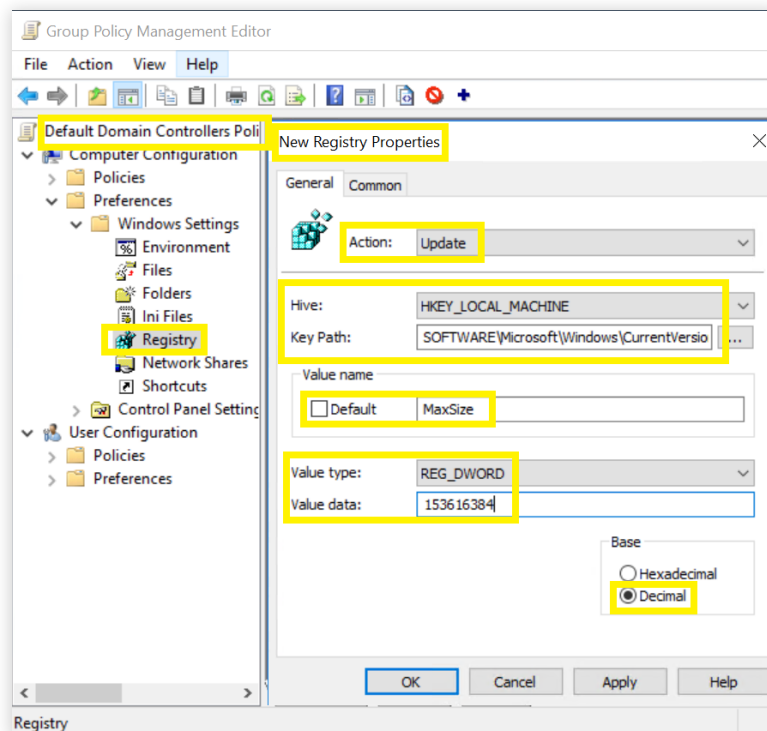 Group Policy Management Editor
File Action View Help
Default Domain Controllers Poli
Computer Configuration
Policies
Preferences
Windows Settings
Environment
Files
Folders
Ini Files
Registry
Network Shares
Shortcuts
Control Panel Setting
User Configuration
Policies
Preferences
New Registry Properties
General Common
Action: Update
Hive: HKEY_LOCAL_MACHINE
Key Path: SOFTWARE\Microsoft\Windows\CurrentVersio ...
Value name
Default MaxSize
Value type: REG_DWORD
Value data: 153616384
Base
Hexadecimal
Decimal
OK Cancel Apply Help
Registry